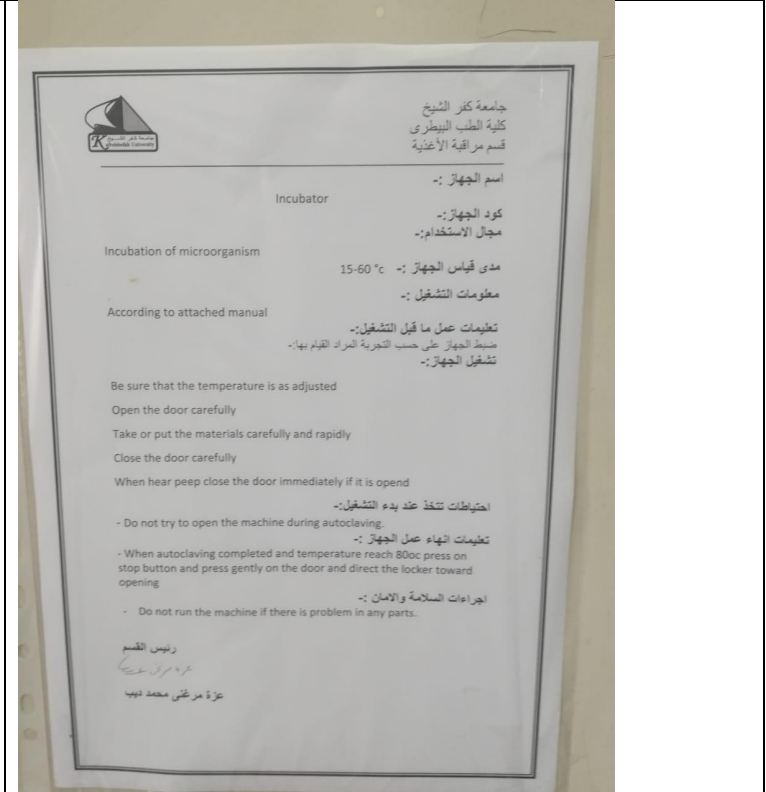 جامعة كفر الشيخ
كلية الطب البيطرى
قسم مراقبة الأغذية
جامعة كفر الشيخ
Kafrelsheikh University
اسم الجهاز :-
Incubator
كود الجهاز:-
مجال الاستخدام:-
Incubation of microorganism
مدى قياس الجهاز :- 15-60 °c
معلومات التشغيل :-
According to attached manual
تعليمات عمل ما قبل التشغيل:-
ضبط الجهاز على حسب التجربة المراد القيام بها:-
تشغيل الجهاز:-
Be sure that the temperature is as adjusted
Open the door carefully
Take or put the materials carefully and rapidly
Close the door carefully
When hear peep close the door immediately if it is opend
احتياطات تتخذ عند بدء التشغيل:-
- Do not try to open the machine during autoclaving.
تعليمات انهاء عمل الجهاز :-
- When autoclaving completed and temperature reach 80oc press on
stop button and press gently on the door and direct the locker toward
opening
اجراءات السلامة والامان :-
- Do not run the machine if there is problem in any parts.
رئيس القسم
عزة مرغنى محمد ديب